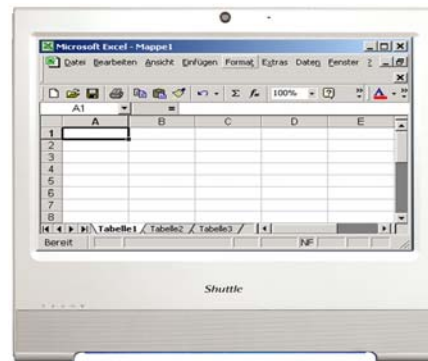 Microsoft Excel - Mappe1
Datei Bearbeiten Ansicht Einfügen Format Extras Daten Fenster ?
100%
A1 =
A B C D E
1
2
3
4
5
6
7
8
Tabelle1 Tabelle2 Tabelle3
Bereit NF
Shuttle